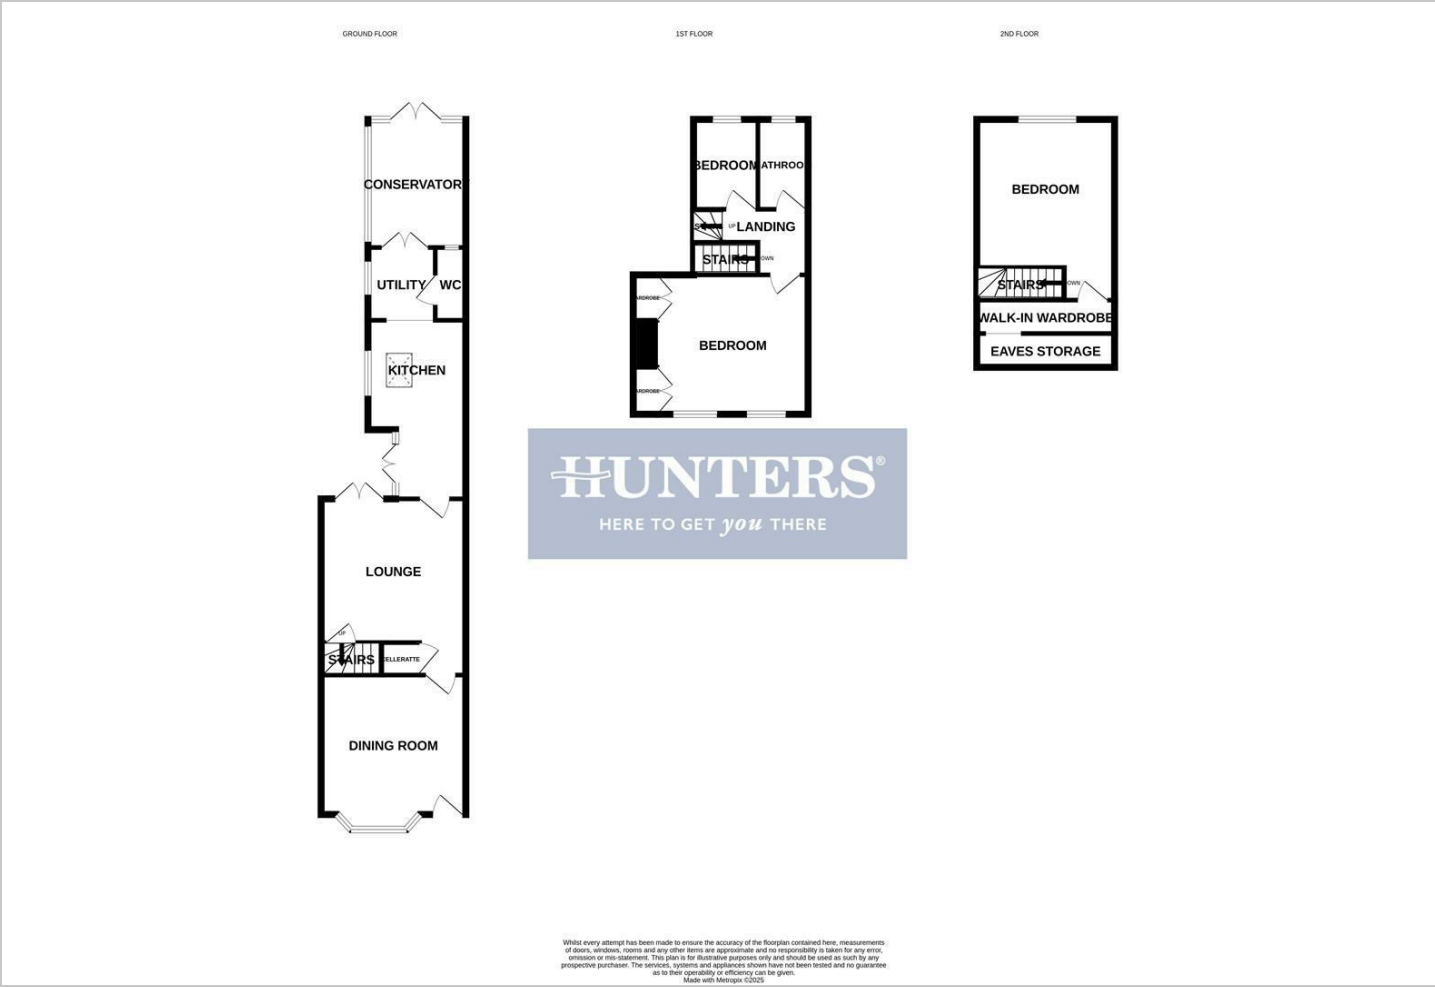 GROUND FLOOR
1ST FLOOR
2ND FLOOR
CONSERVATORY
UTILITY
WC
KITCHEN
LOUNGE
UP
STAIRS
CELLERATTE
DINING ROOM
BEDROOM
BATHROOM
UP
LANDING
STAIRS
DOWN
WARDROBE
BEDROOM
WARDROBE
BEDROOM
STAIRS
DOWN
WALK-IN WARDROBE
EAVES STORAGE
HUNTERS®
HERE TO GET you THERE
Whilst every attempt has been made to ensure the accuracy of the floorplan contained here, measurements
of doors, windows, rooms and any other items are approximate and no responsibility is taken for any error,
omission or mis-statement. This plan is for illustrative purposes only and should be used as such by any
prospective purchaser. The services, systems and appliances shown have not been tested and no guarantee
as to their operability or efficiency can be given.
Made with Metropix ©2025